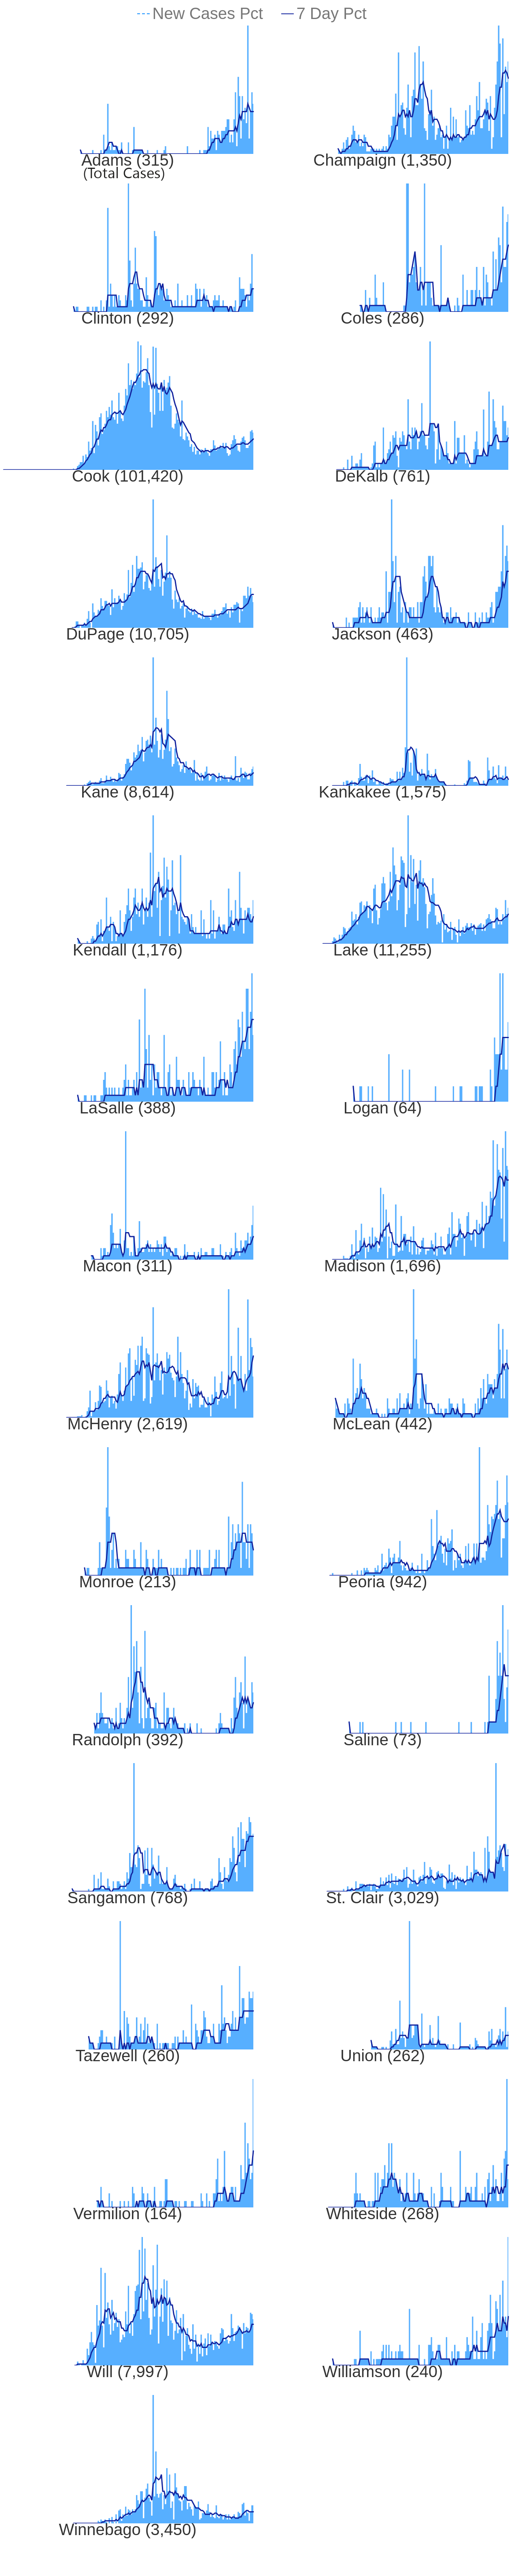 New Cases Pct 7 Day Pct
Adams (315) Champaign (1,350)
(Total Cases)
Clinton (292) Coles (286)
Cook (101,420) DeKalb (761)
DuPage (10,705) Jackson (463)
Kane (8,614) Kankakee (1,575)
Kendall (1,176) Lake (11,255)
LaSalle (388) Logan (64)
Macon (311) Madison (1,696)
McHenry (2,619) McLean (442)
Monroe (213) Peoria (942)
Randolph (392) Saline (73)
Sangamon (768) St. Clair (3,029)
Tazewell (260) Union (262)
Vermilion (164) Whiteside (268)
Will (7,997) Williamson (240)
Winnebago (3,450)